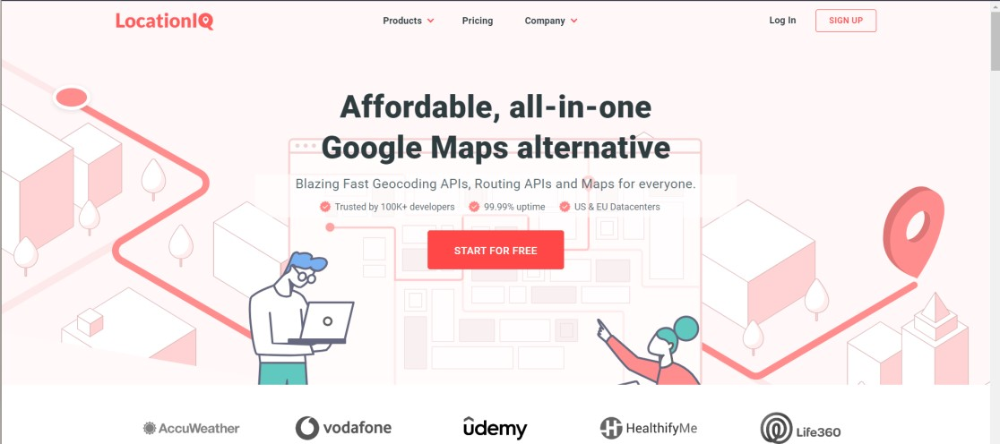 LocationIQ
Products
Pricing
Company
Log In
SIGN UP
Affordable, all-in-one
Google Maps alternative
Blazing Fast Geocoding APIs, Routing APIs and Maps for everyone.
Trusted by 100K+ developers
99.99% uptime
US & EU Datacenters
START FOR FREE
AccuWeather
vodafone
ûdemy
HealthifyMe
Life360